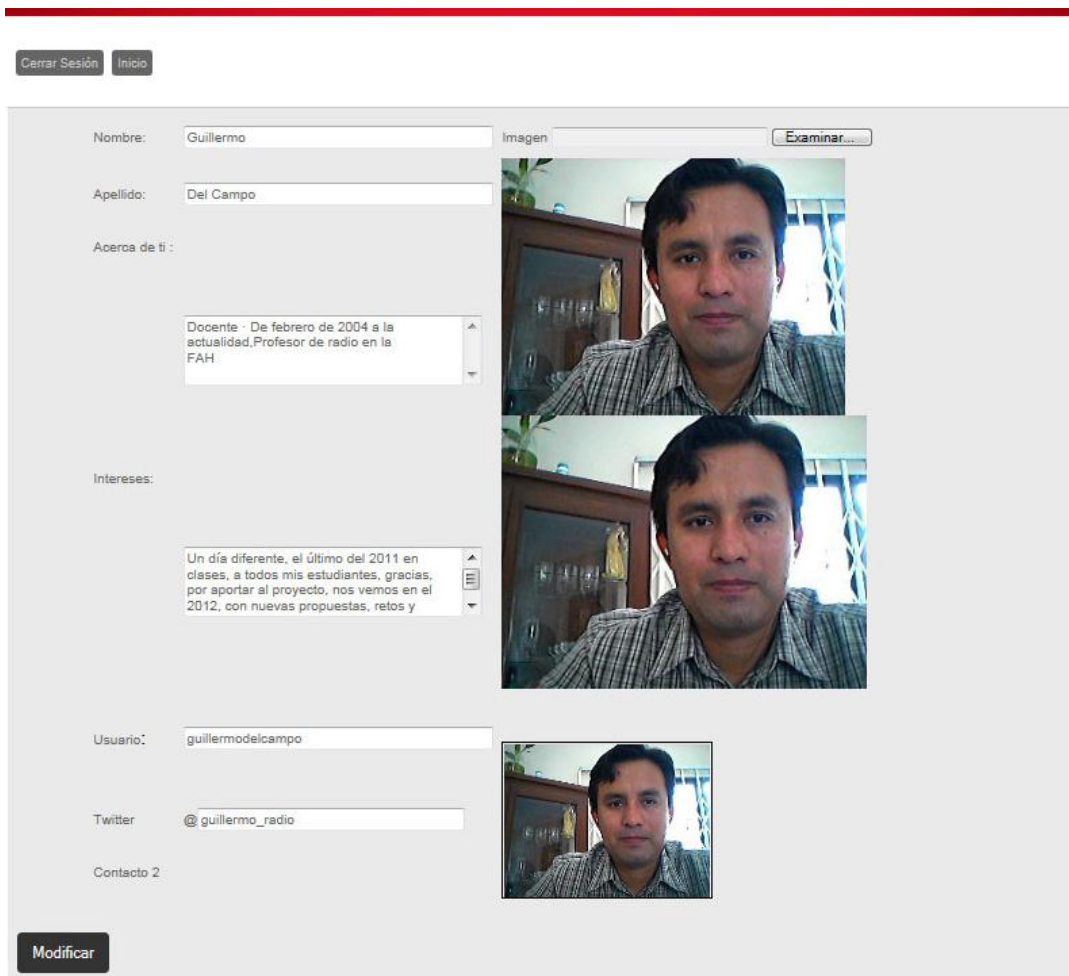 Cerrar Sesión Inicio
Nombre: Guillermo Imagen Examinar...
Apellido: Del Campo
Acerca de ti :
Docente · De febrero de 2004 a la
actualidad,Profesor de radio en la
FAH
Intereses:
Un día diferente, el último del 2011 en
clases, a todos mis estudiantes, gracias,
por aportar al proyecto, nos vemos en el
2012, con nuevas propuestas, retos y
Usuario: guillermodelcampo
Twitter @ guillermo_radio
Contacto 2
Modificar